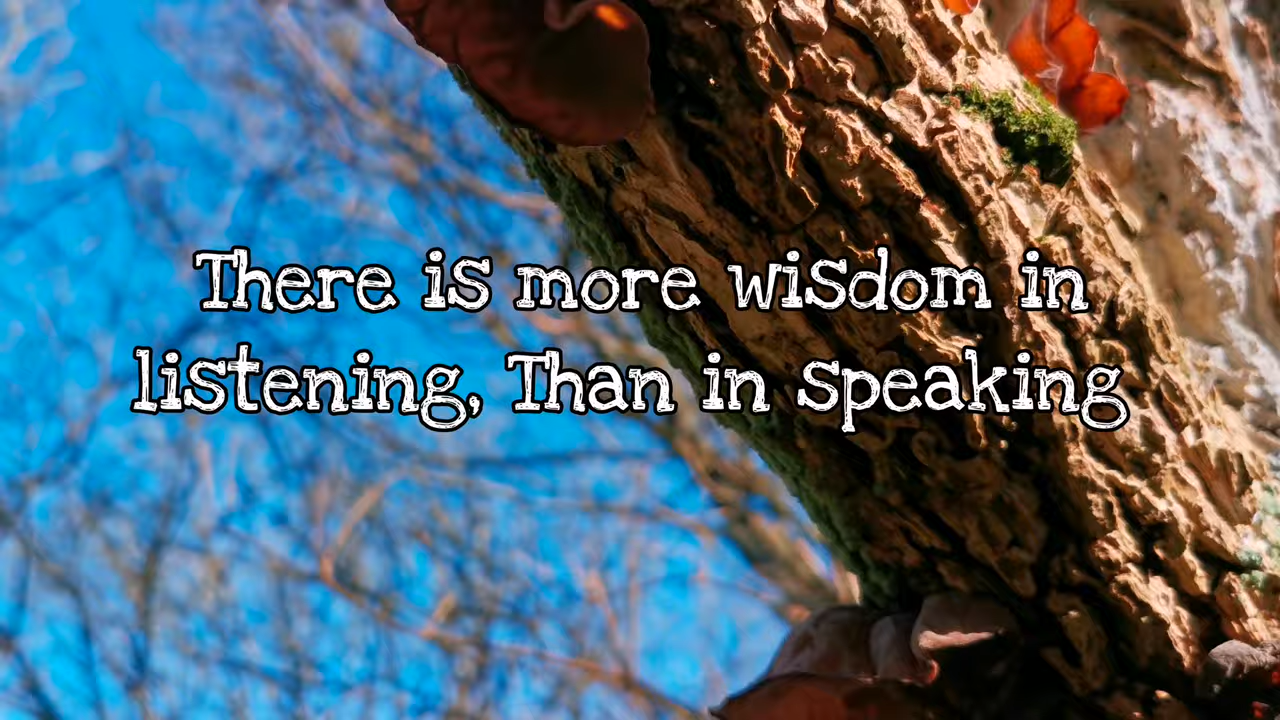 There is more wisdom in
listening, Than in speaking